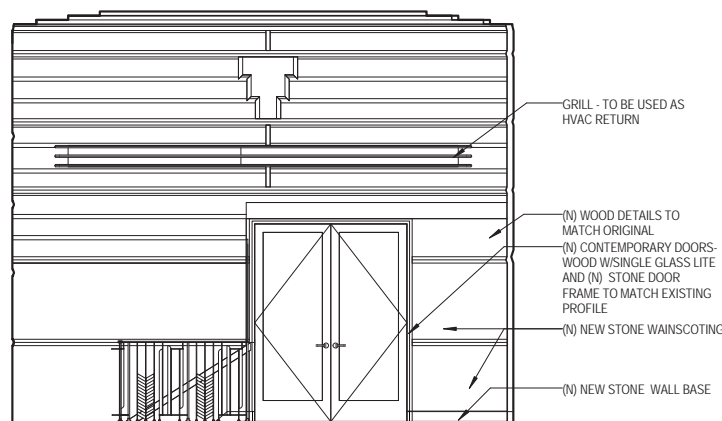 GRILL - TO BE USED AS
HVAC RETURN
(N) WOOD DETAILS TO
MATCH ORIGINAL
(N) CONTEMPORARY DOORS-
WOOD W/SINGLE GLASS LITE
AND (N) STONE DOOR
FRAME TO MATCH EXISTING
PROFILE
(N) NEW STONE WAINSCOTING
(N) NEW STONE WALL BASE